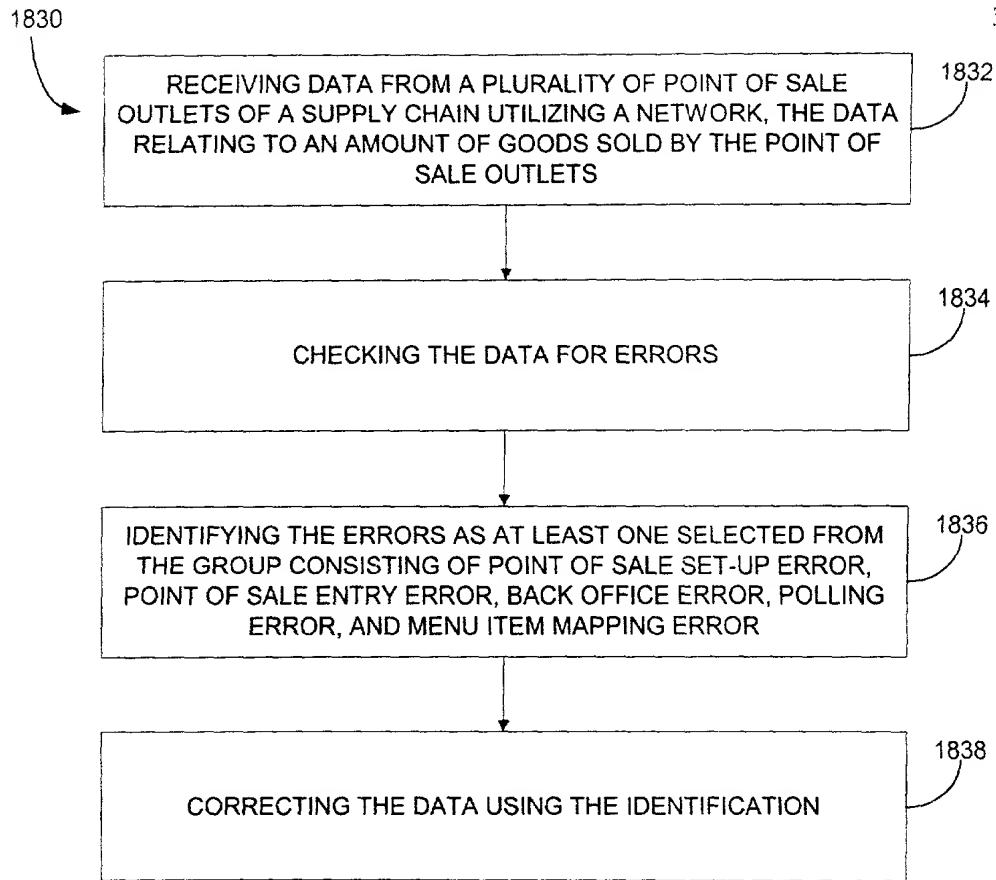 1830
RECEIVING DATA FROM A PLURALITY OF POINT OF SALE
OUTLETS OF A SUPPLY CHAIN UTILIZING A NETWORK, THE DATA
RELATING TO AN AMOUNT OF GOODS SOLD BY THE POINT OF
SALE OUTLETS
1832
CHECKING THE DATA FOR ERRORS
1834
IDENTIFYING THE ERRORS AS AT LEAST ONE SELECTED FROM
THE GROUP CONSISTING OF POINT OF SALE SET-UP ERROR,
POINT OF SALE ENTRY ERROR, BACK OFFICE ERROR, POLLING
ERROR, AND MENU ITEM MAPPING ERROR
1836
CORRECTING THE DATA USING THE IDENTIFICATION
1838